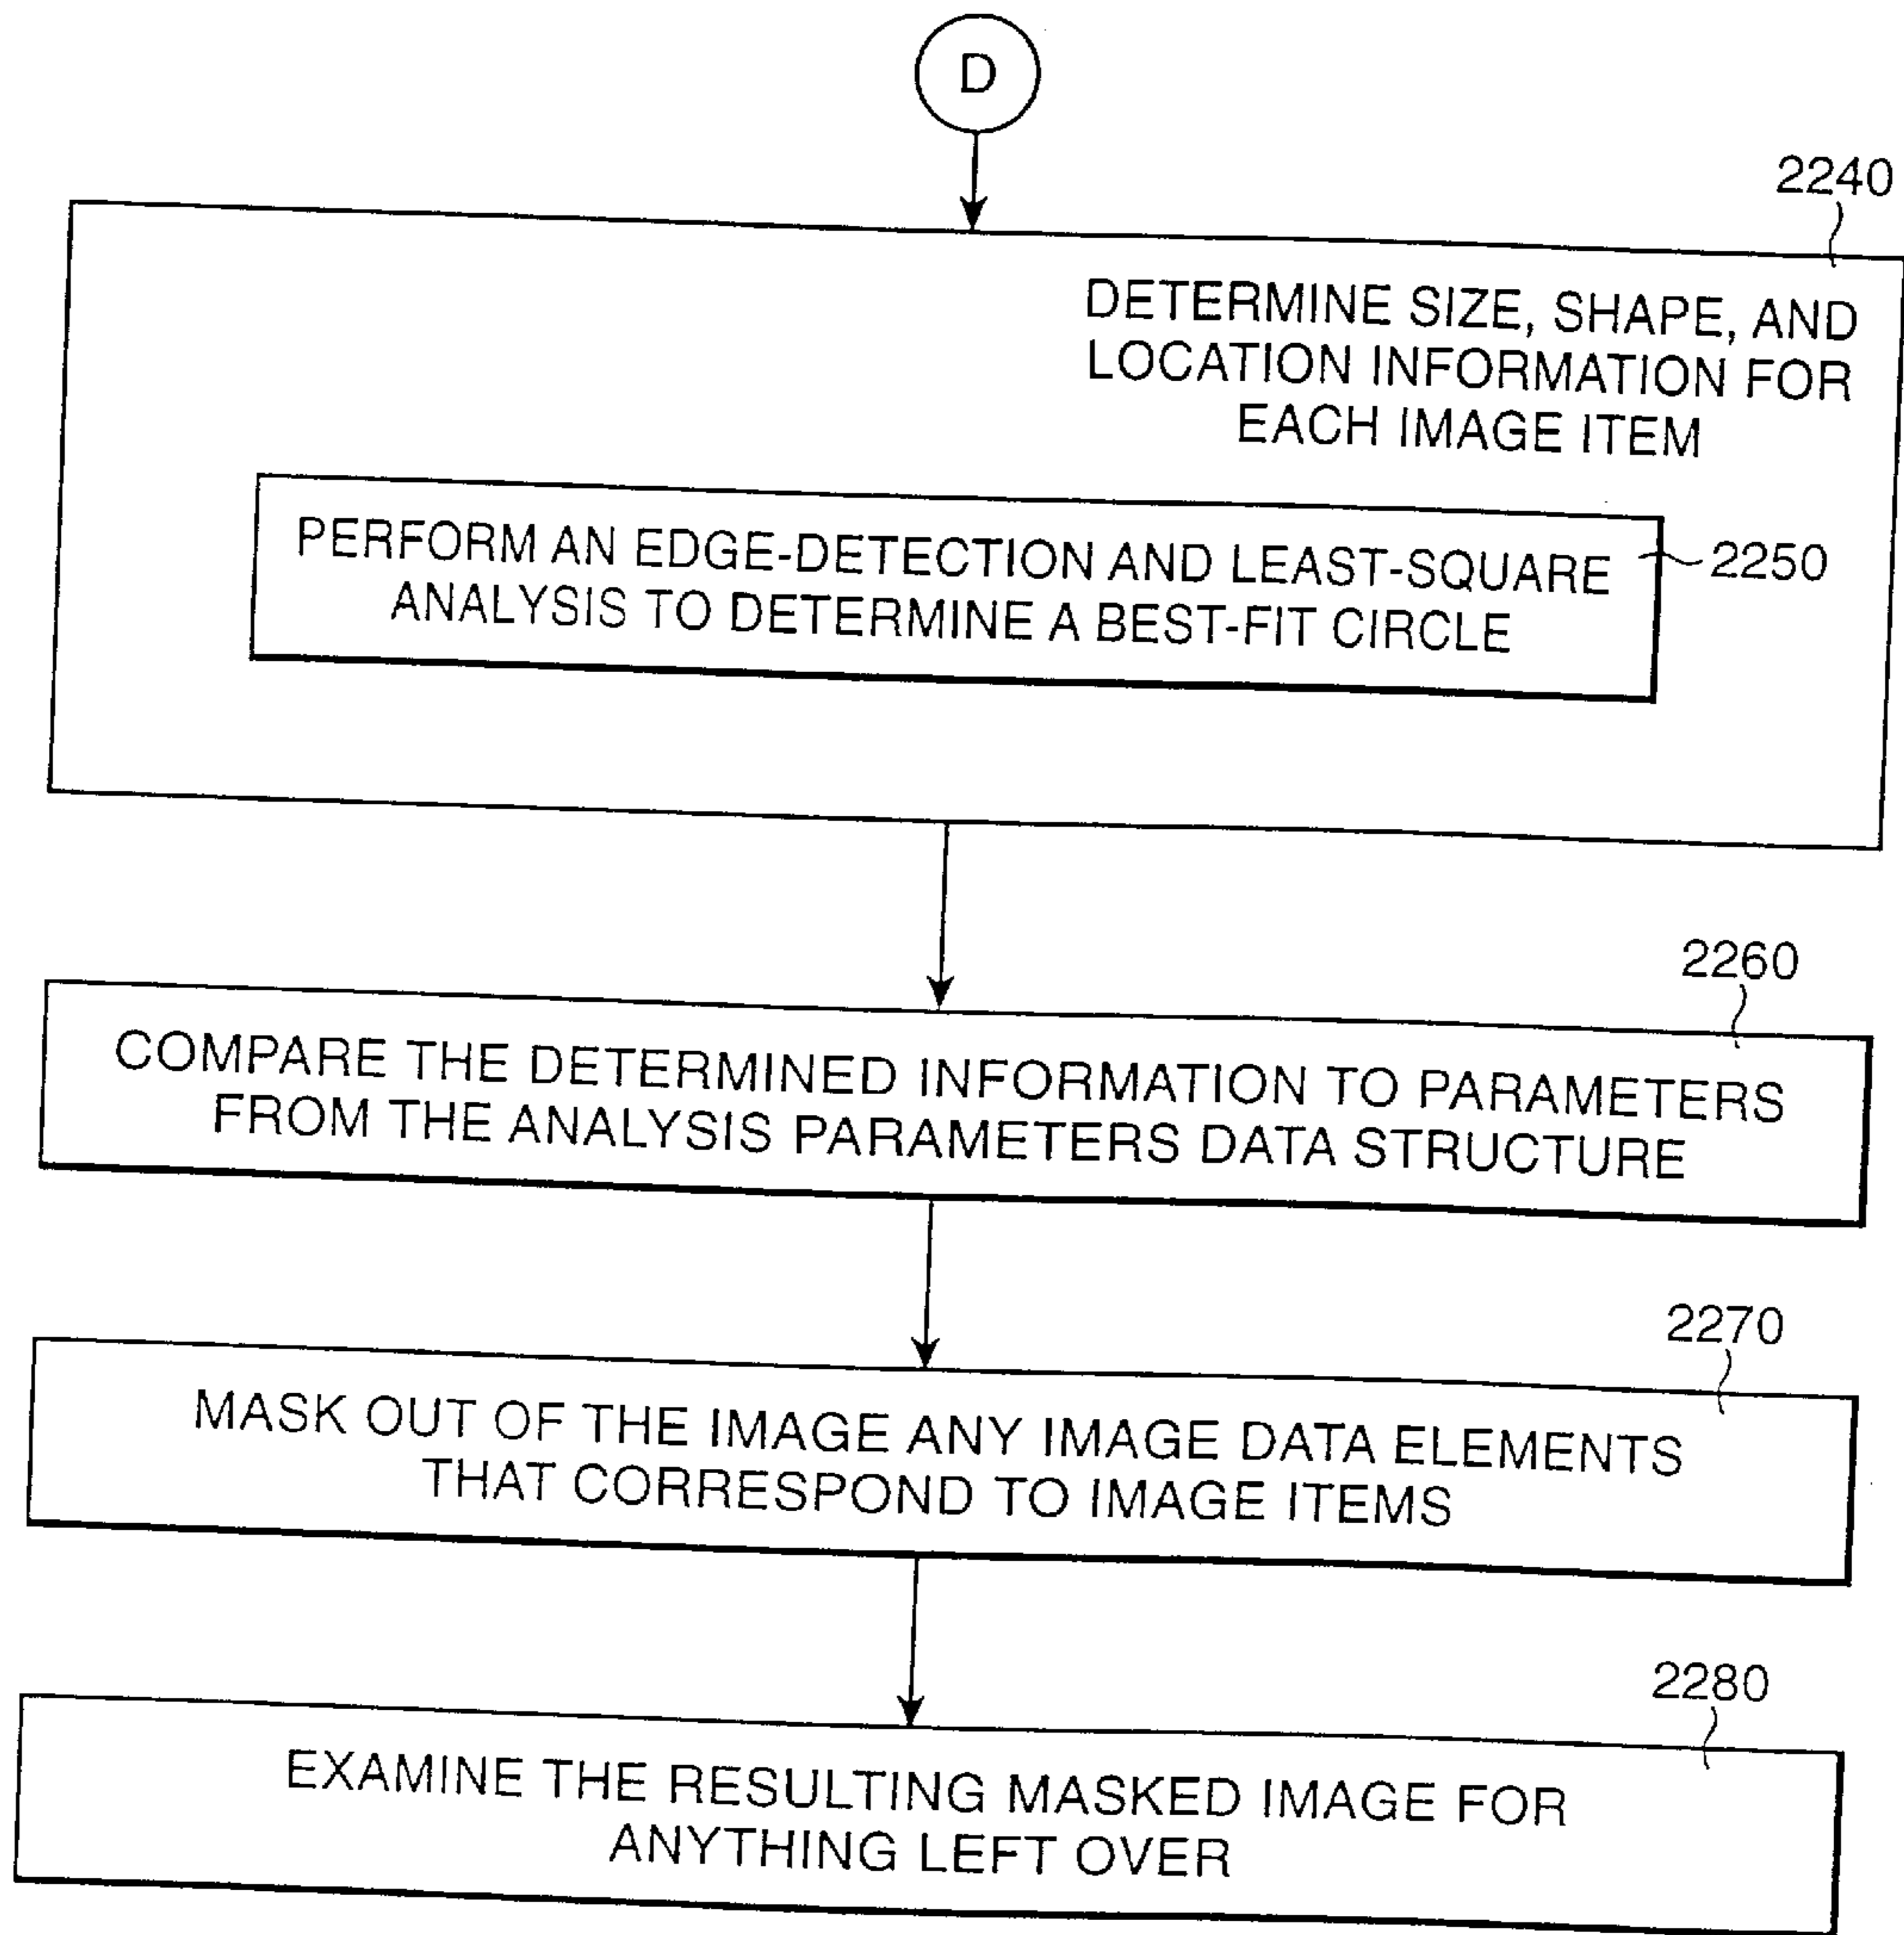 D
2240
DETERMINE SIZE, SHAPE, AND
LOCATION INFORMATION FOR
EACH IMAGE ITEM
PERFORM AN EDGE-DETECTION AND LEAST-SQUARE
ANALYSIS TO DETERMINE A BEST-FIT CIRCLE
2250
2260
COMPARE THE DETERMINED INFORMATION TO PARAMETERS
FROM THE ANALYSIS PARAMETERS DATA STRUCTURE
2270
MASK OUT OF THE IMAGE ANY IMAGE DATA ELEMENTS
THAT CORRESPOND TO IMAGE ITEMS
2280
EXAMINE THE RESULTING MASKED IMAGE FOR
ANYTHING LEFT OVER